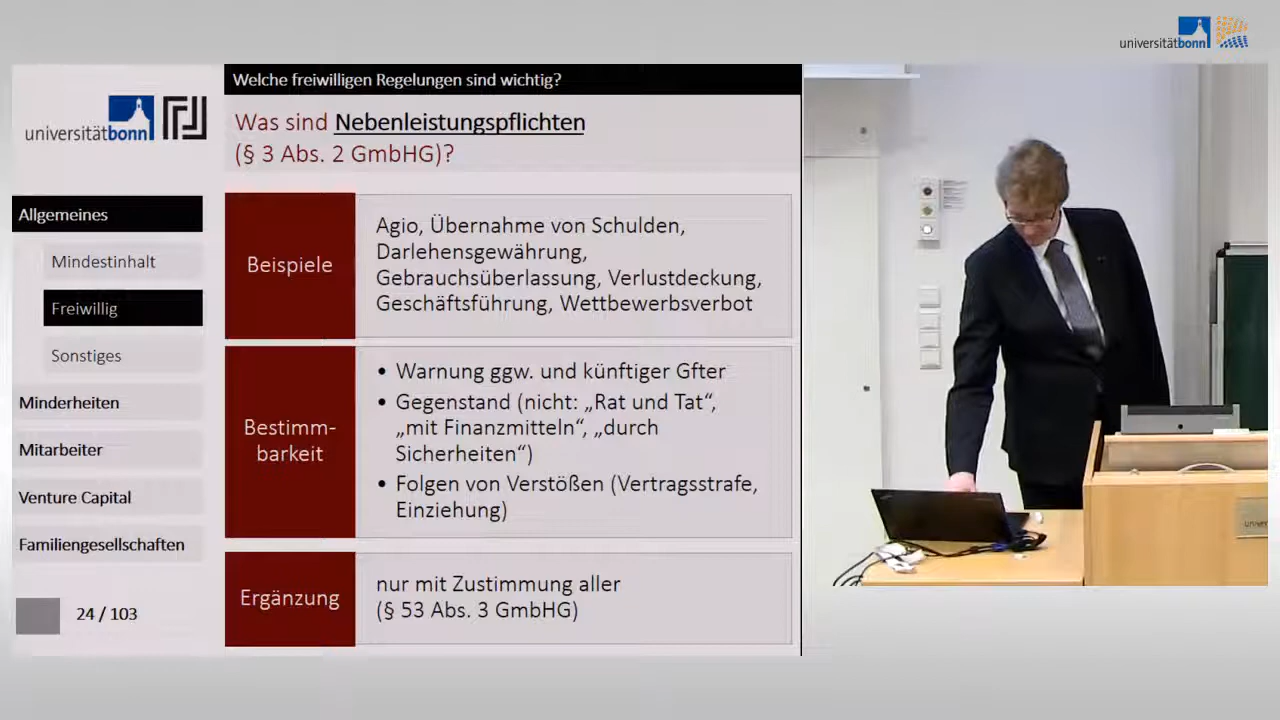 universitätbonn
universitätbonn
Welche freiwilligen Regelungen sind wichtig?
Was sind Nebenleistungspflichten
(§ 3 Abs. 2 GmbHG)?
Allgemeines
Mindestinhalt
Freiwillig
Sonstiges
Minderheiten
Mitarbeiter
Venture Capital
Familiengesellschaften
24 / 103
Beispiele
Agio, Übernahme von Schulden,
Darlehensgewährung,
Gebrauchsüberlassung, Verlustdeckung,
Geschäftsführung, Wettbewerbsverbot
Bestimm-
barkeit
• Warnung ggw. und künftiger Gfter
• Gegenstand (nicht: „Rat und Tat“,
„mit Finanzmitteln“, „durch
Sicherheiten“)
• Folgen von Verstößen (Vertragsstrafe,
Einziehung)
Ergänzung
nur mit Zustimmung aller
(§ 53 Abs. 3 GmbHG)